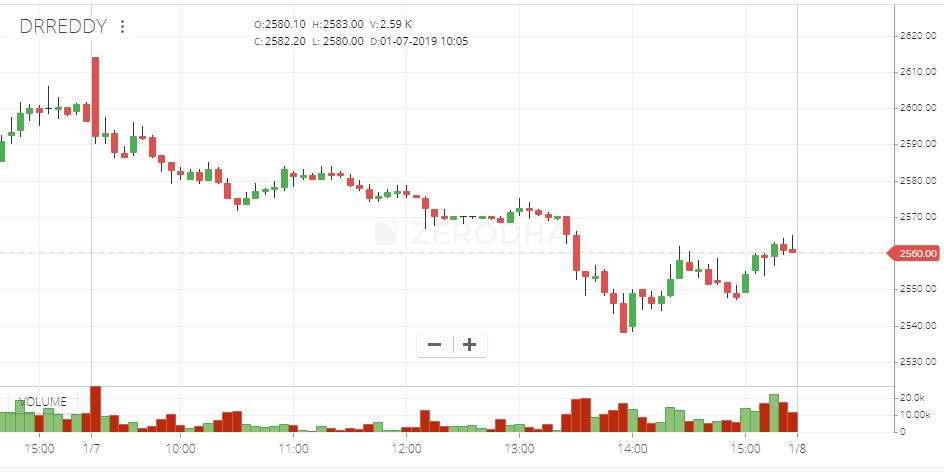 DRREDDY
O:2580.10 H:2583.00 V:2.59 K
C:2582.20 L: 2580.00 D:01-07-2019 10:05
2620.00
2610.00
2600.00
2590.00
2580.00
2570.00
2560.00
2550.00
2540.00
2530.00
ZERODHA
VOLUME
20.0k
10.00k
0
15:00 1/7 10:00 11:00 12:00 13:00 14:00 15:00 1/8